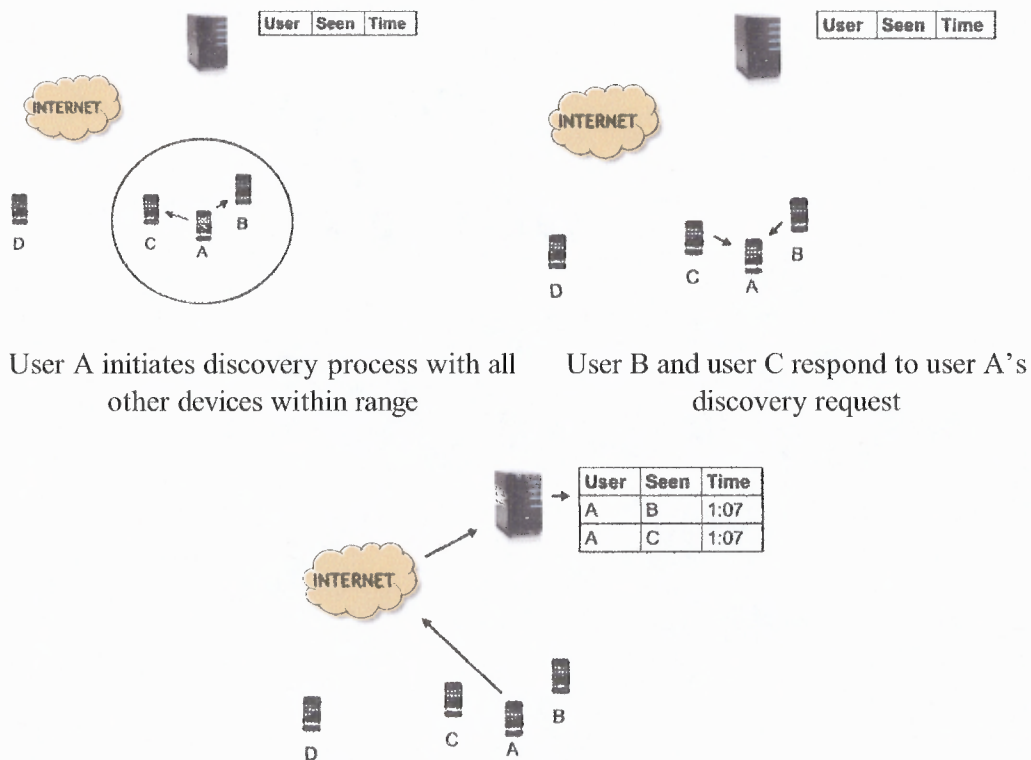 User Seen Time
INTERNET
B
D C A
User A initiates discovery process with all
other devices within range
User Seen Time
INTERNET
B
C
D A
User B and user C respond to user A's
discovery request
User Seen Time
A B 1:07
A C 1:07
INTERNET
B
C
D A